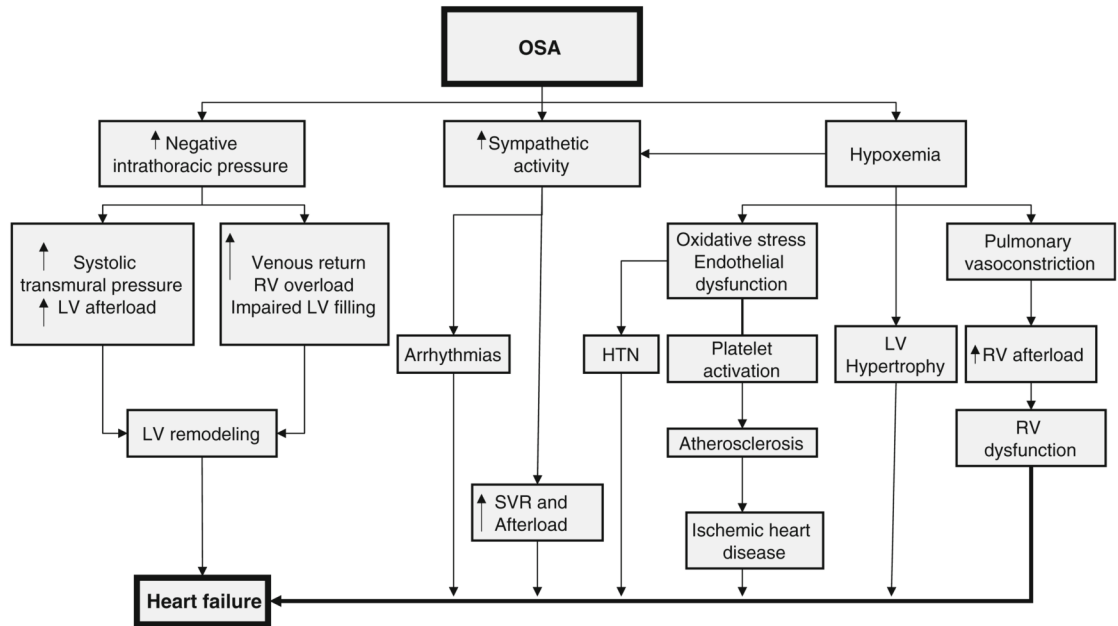 OSA
Negative
intrathoracic pressure
Sympathetic
activity
Hypoxemia
Systolic
transmural pressure
LV afterload
Venous return
RV overload
Impaired LV filling
Oxidative stress
Endothelial
dysfunction
Pulmonary
vasoconstriction
Arrhythmias
HTN
Platelet
activation
LV
Hypertrophy
RV afterload
LV remodeling
Atherosclerosis
RV
dysfunction
SVR and
Afterload
Ischemic heart
disease
Heart failure